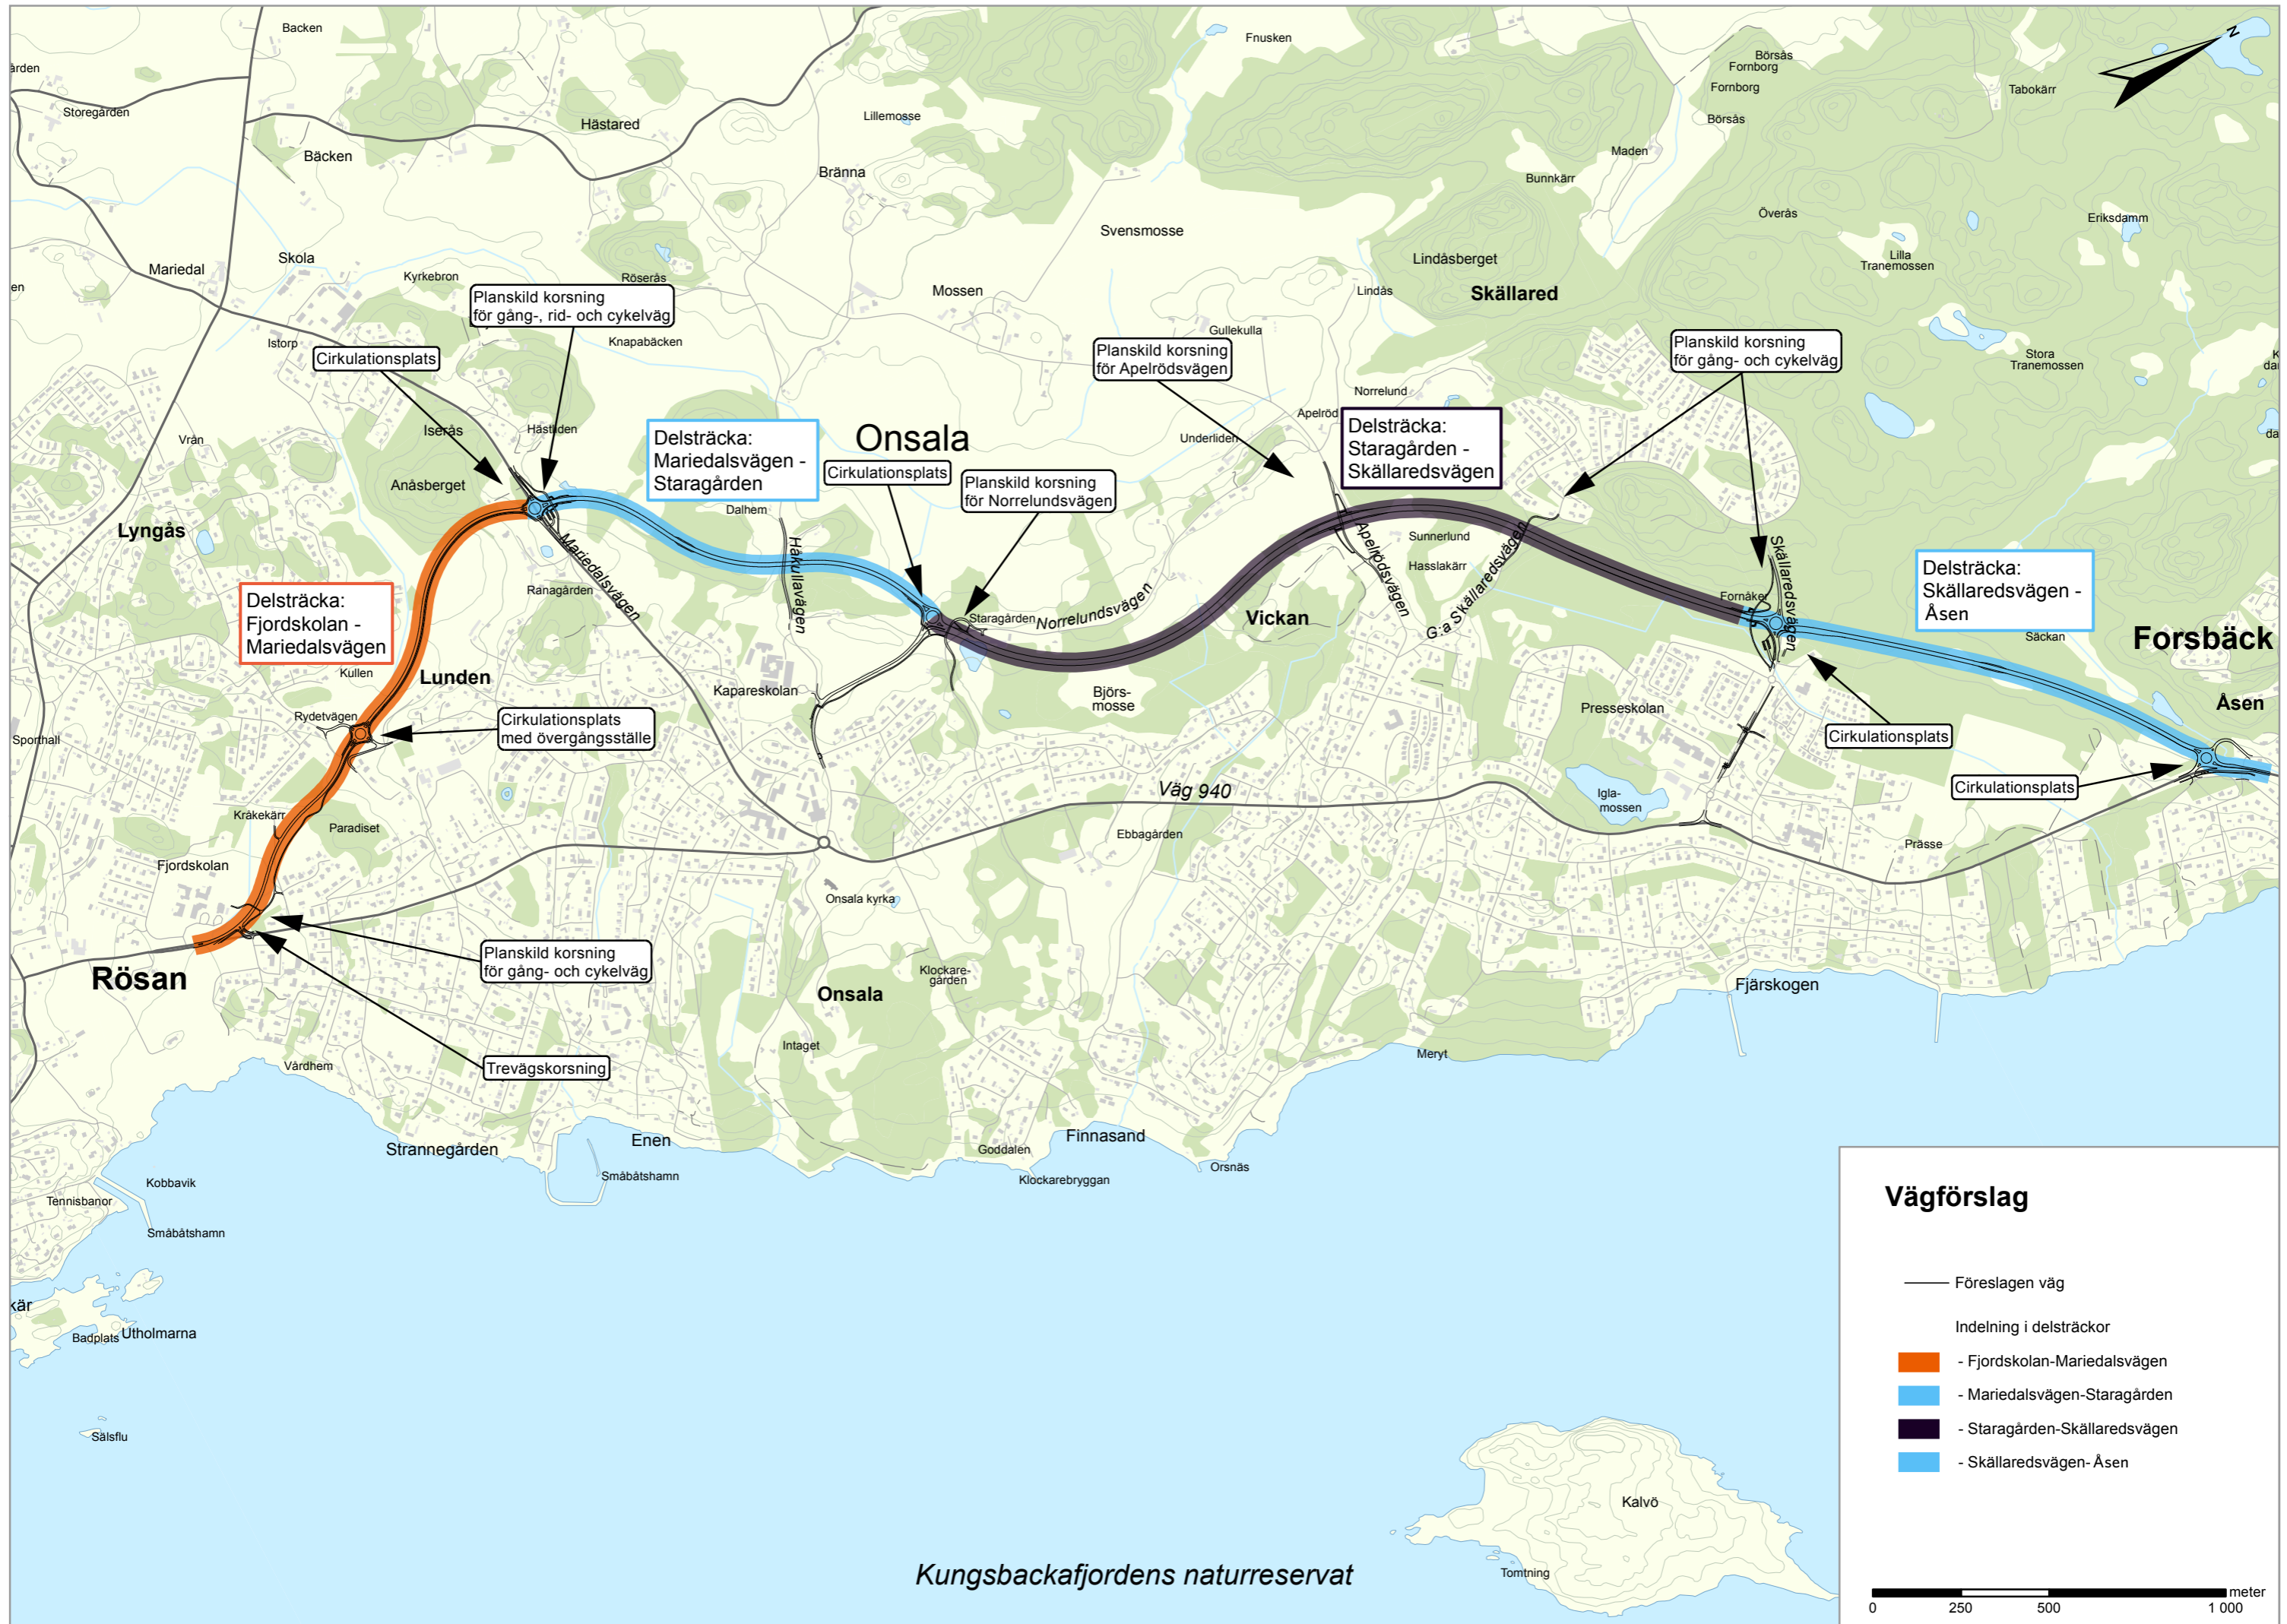 Backen
Fnusken
N
Börsås
Fornborg
Tabokärr
Fornborg
Storegården
Lillemosse
Hästared
Börsås
Bäcken
Maden
Bränna
Bunnkärr
Överås
Eriksdamm
Svensmosse
Skola
Mariedal
Kyrkebron
Röserås
Lindåsberget
Lilla
Tranemossen
Mossen
Lindås
Skällared
Planskild korsning
för gång-, rid- och cykelväg
Gullekulla
Istorp
Knapabäcken
Cirkulationsplats
Planskild korsning
för Apelrödsvägen
Planskild korsning
för gång- och cykelväg
Stora
Tranemossen
Norrelund
Apelröd
Vrån
Iserås
Hästliden
Delsträcka:
Mariedalsvägen -
Staragården
Onsala
Underliden
Delsträcka:
Staragården -
Skällaredsvägen
Cirkulationsplats
Planskild korsning
för Norrelundsvägen
Anåsberget
Dalhem
Lyngås
Mariedalsvägen
Håkullavägen
Apelrödsvägen
Sunnerlund
Hasslakärr
Skällaredsvägen
G:a Skällaredsvägen
Delsträcka:
Skällaredsvägen -
Åsen
Ranagården
Delsträcka:
Fjordskolan -
Mariedalsvägen
Fornåker
Staragården
Norrelundsvägen
Vickan
Säckan
Forsbäck
Kullen
Lunden
Kapareskolan
Björs-
mosse
Presseskolan
Åsen
Rydetvägen
Cirkulationsplats
med övergångsställe
Sporthall
Cirkulationsplats
Cirkulationsplats
Väg 940
Igla-
mossen
Kråkekärr
Paradiset
Ebbagården
Prässe
Fjordskolan
Onsala kyrka
Planskild korsning
för gång- och cykelväg
Rösan
Klockare-
gården
Onsala
Fjärskogen
Intaget
Meryt
Vårdhem
Trevägskorsning
Strannegården
Enen
Finnasand
Goddalen
Småbåtshamn
Orsnäs
Klockarebryggan
Kobbavik
Tennisbanor
Småbåtshamn
kär
Badplats
Utholmarna
Sälsflu
Kalvö
Tomtning
Kungsbackafjordens naturreservat
Vägförslag
Föreslagen väg
Indelning i delsträckor
- Fjordskolan-Mariedalsvägen
- Mariedalsvägen-Staragården
- Staragården-Skällaredsvägen
- Skällaredsvägen-Åsen
meter
0 250 500 1 000